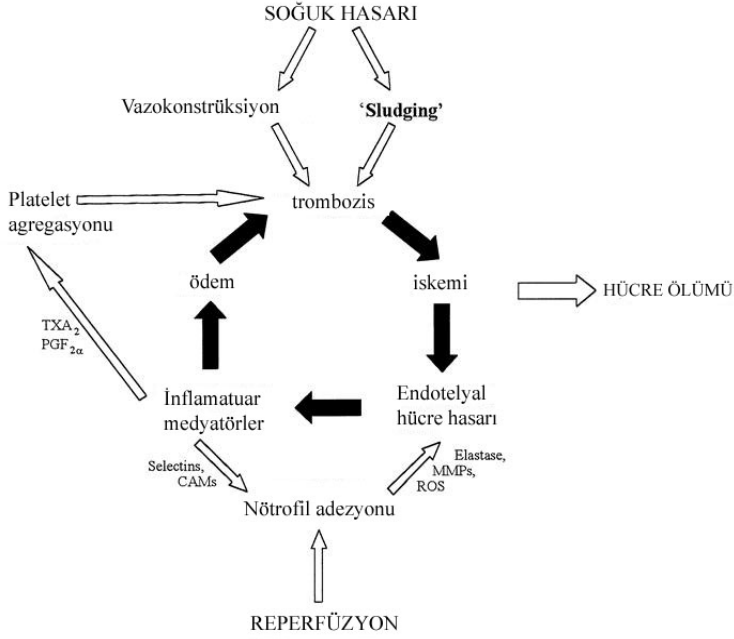 SOĞUK HASARI
Vazokonstrüksiyon
‘Sludging’
Platelet
agregasyonu
trombozis
ödem
iskemi
HÜCRE ÖLÜMÜ
TXA₂
PGF₂α
İnflamatuar
medyatörler
Endotelyal
hücre hasarı
Selectins,
CAMs
Elastase,
MMPs,
ROS
Nötrofil adezyonu
REPERFÜZYON